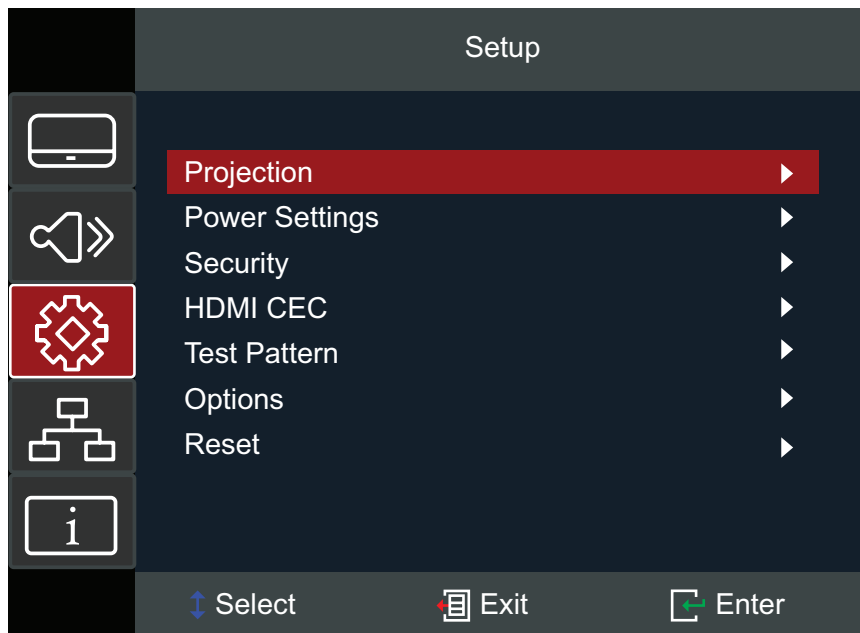 Setup
Projection
Power Settings
Security
HDMI CEC
Test Pattern
Options
Reset
i
Select Exit Enter